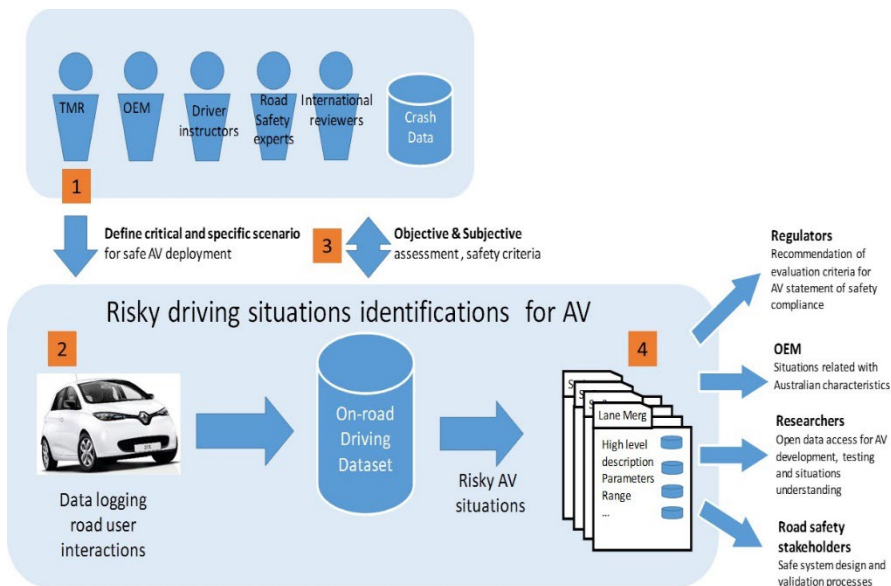 TMR
OEM
Driver
instructors
Road
Safety
experts
International
reviewers
Crash
Data
1
Define critical and specific scenario
for safe AV deployment
3
Objective & Subjective
assessment , safety criteria
Risky driving situations identifications for AV
2
Data logging
road user
interactions
On-road
Driving
Dataset
Risky AV
situations
4
Lane Merg
High level
description
Parameters
Range
...
Regulators
Recommendation of
evaluation criteria for
AV statement of safety
compliance
OEM
Situations related with
Australian characteristics
Researchers
Open data access for AV
development, testing
and situations
understanding
Road safety
stakeholders
Safe system design and
validation processes